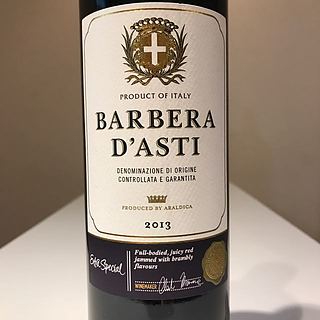 PRODUCT OF ITALY
BARBERA
D'ASTI
DENOMINAZIONE DI ORIGINE
CONTROLLATA E GARANTITA
PRODUCED BY ARALDICA
2013
Extra Special
Full-bodied, juicy red
jammed with brambly
flavours
WINEMAKER